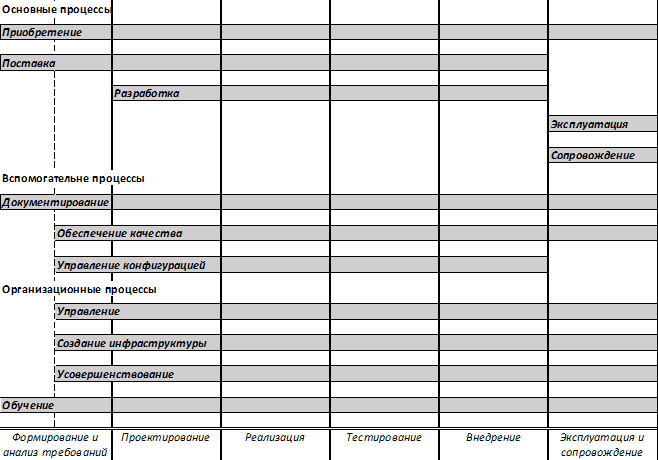 Основные процессы
Приобретение
Поставка
Разработка
Эксплуатация
Сопровождение
Вспомогательне процессы
Документирование
Обеспечение качества
Управление конфигурацией
Организационные процессы
Управление
Создание инфраструктуры
Усовершенствование
Обучение
Формирование и
анализ требований
Проектирование
Реализация
Тестирование
Внедрение
Эксплуатация и
сопровождение